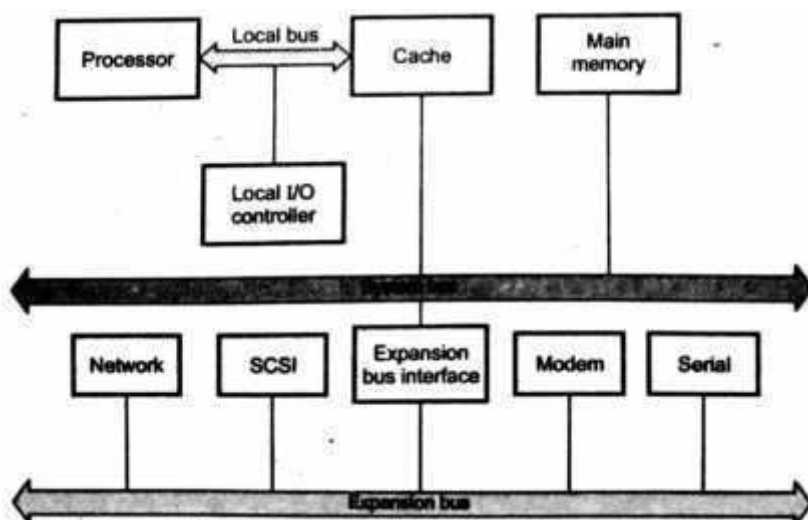 Local bus
Processor
Cache
Main
memory
Local I/O
controller
System bus
Network
SCSI
Expansion
bus interface
Modem
Serial
Expansion bus